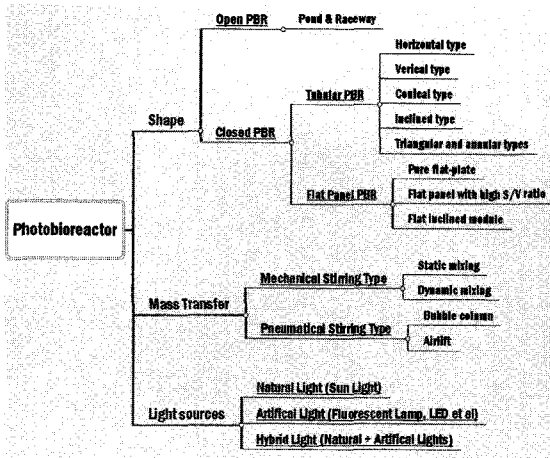 Open PBR
Pond & Raceway
Horizontal type
Verical type
Tubular PBR
Conical type
Shape
Inclined type
Closed PBR
Triangular and annular types
Pure flat-plate
Flat Panel PBR
Flat panel with high S/V ratio
Flat inclined module
Photobioreactor
Static mixing
Mechanical Stirring Type
Dynamic mixing
Mass Transfer
Bubble column
Pneumatical Stirring Type
Airlift
Natural Light (Sun Light)
Light sources
Artifical Light (Fluorescent Lamp, LED et al)
Hybrid Light (Natural + Artifical Lights)